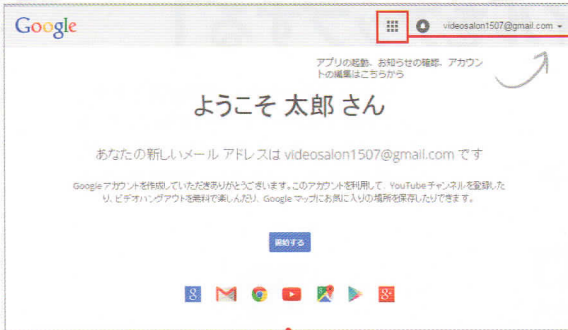 Google
videosalon1507@gmail.com
アプリの起動、お知らせの確認、アカウン
トの編集はこちらから
ようこそ 太郎 さん
あなたの新しいメール アドレスは videosalon1507@gmail.com です
Google アカウントを作成していただきありがとうございます。このアカウントを利用して、YouTube チャンネルを登録した
り、ビデオハングアウトを無料で楽しんだり、Google マップにお気に入りの場所を保存したりできます。
開始する